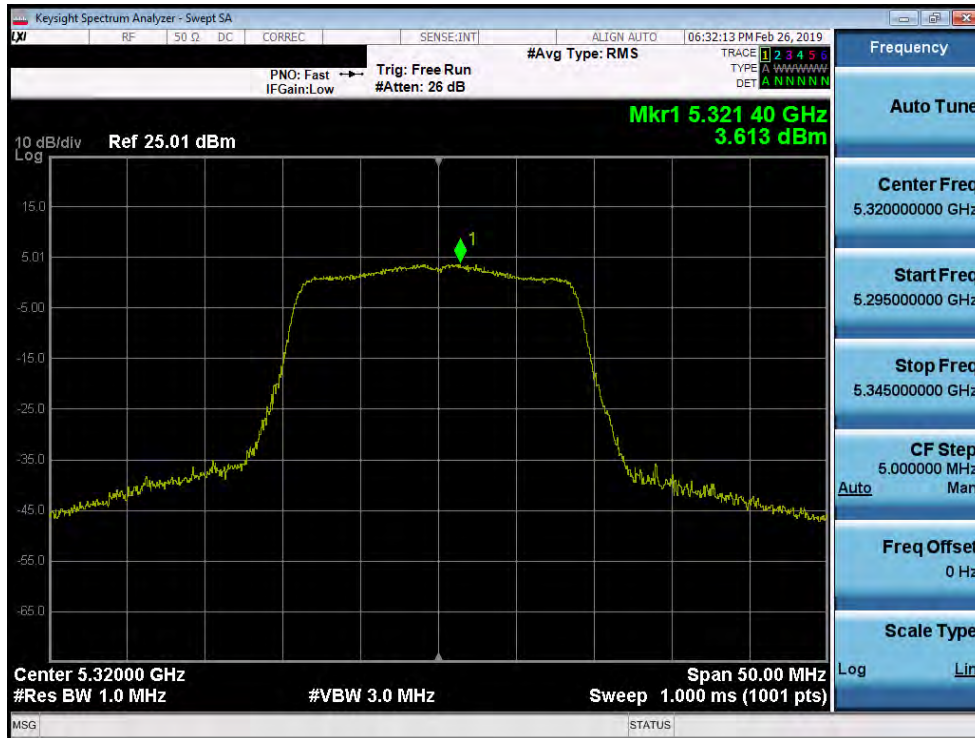 Keysight Spectrum Analyzer - Swept SA
LXI RF 50 Ω DC CORREC SENSE:INT ALIGN AUTO 06:32:13 PM Feb 26, 2019
PNO: Fast Trig: Free Run #Avg Type: RMS TRACE 1 2 3 4 5 6
IFGain:Low #Atten: 26 dB TYPE A WWWWWW
DET A N N N N N
Mkr1 5.321 40 GHz
3.613 dBm
10 dB/div Ref 25.01 dBm
Log
15.0
1
5.01
-5.00
-15.0
-25.0
-35.0
-45.0
-55.0
-65.0
Center 5.32000 GHz Span 50.00 MHz
#Res BW 1.0 MHz #VBW 3.0 MHz Sweep 1.000 ms (1001 pts)
MSG STATUS
Frequency
Auto Tune
Center Freq
5.320000000 GHz
Start Freq
5.295000000 GHz
Stop Freq
5.345000000 GHz
CF Step
5.000000 MHz
Auto Man
Freq Offset
0 Hz
Scale Type
Log Lin